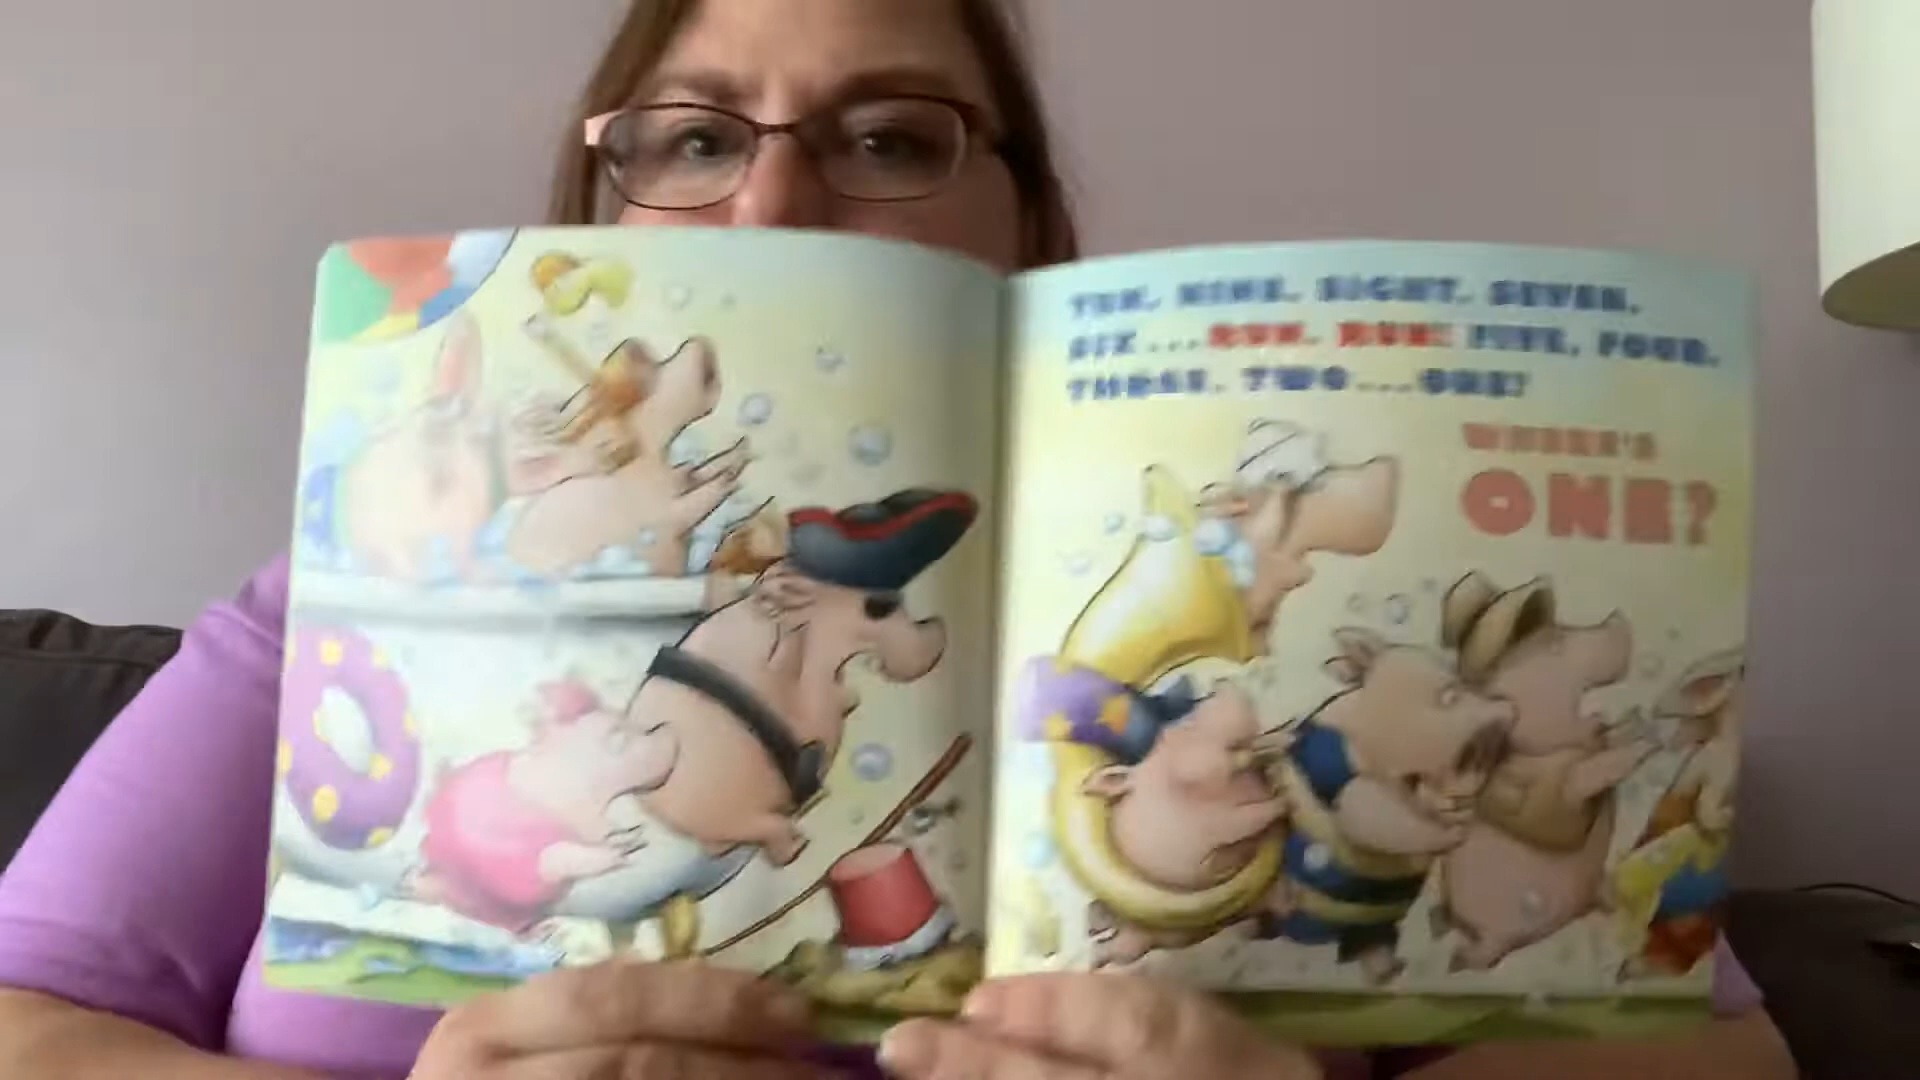 TEN, NINE, EIGHT, SEVEN,
SIX...RUN, RUN! FIVE, FOUR,
THREE, TWO...ONE!
WHERE'S
ONE?